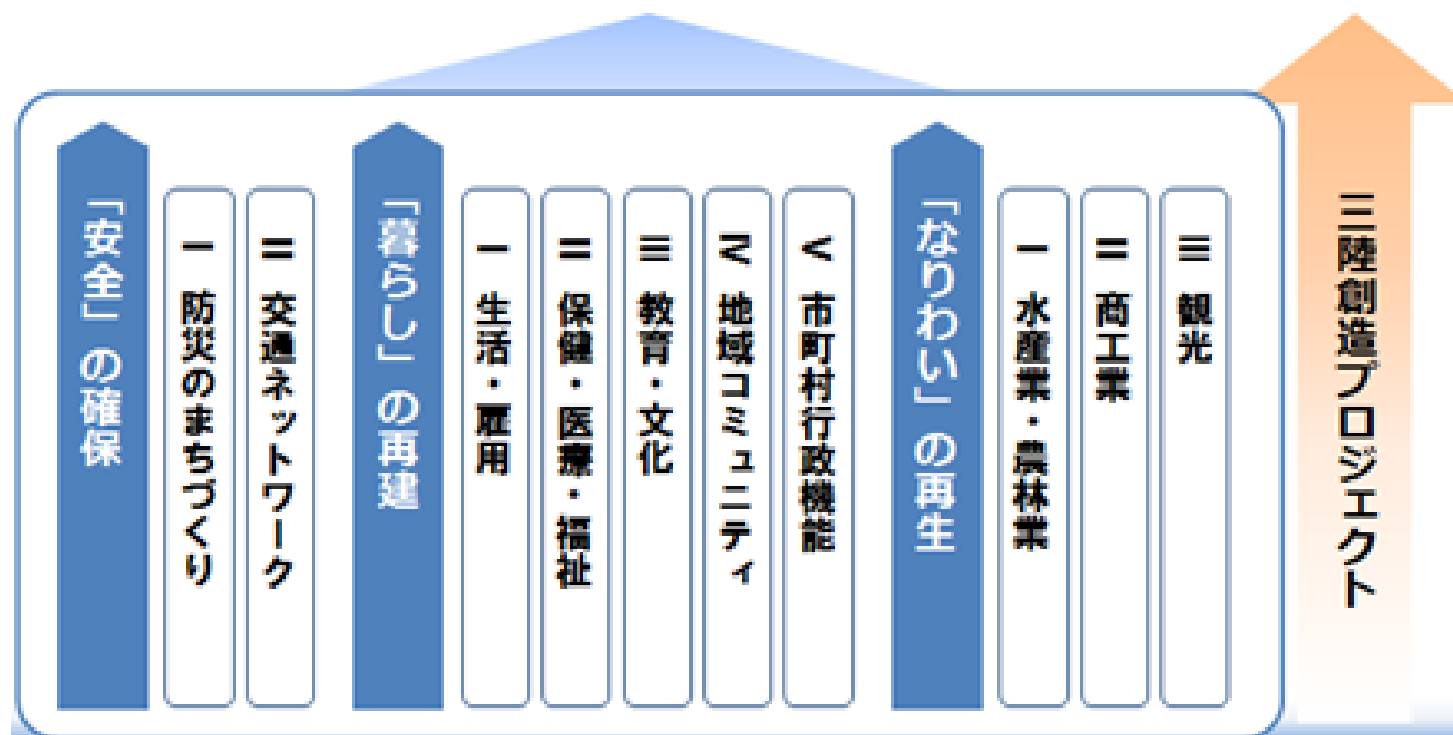 「安全」の確保
Ⅰ 防災のまちづくり
Ⅱ 交通ネットワーク
「暮らし」の再建
Ⅰ 生活・雇用
Ⅱ 保健・医療・福祉
Ⅲ 教育・文化
Ⅳ 地域コミュニティ
Ⅴ 市町村行政機能
「なりわい」の再生
Ⅰ 水産業・農林業
Ⅱ 商工業
Ⅲ 観光
三陸創造プロジェクト